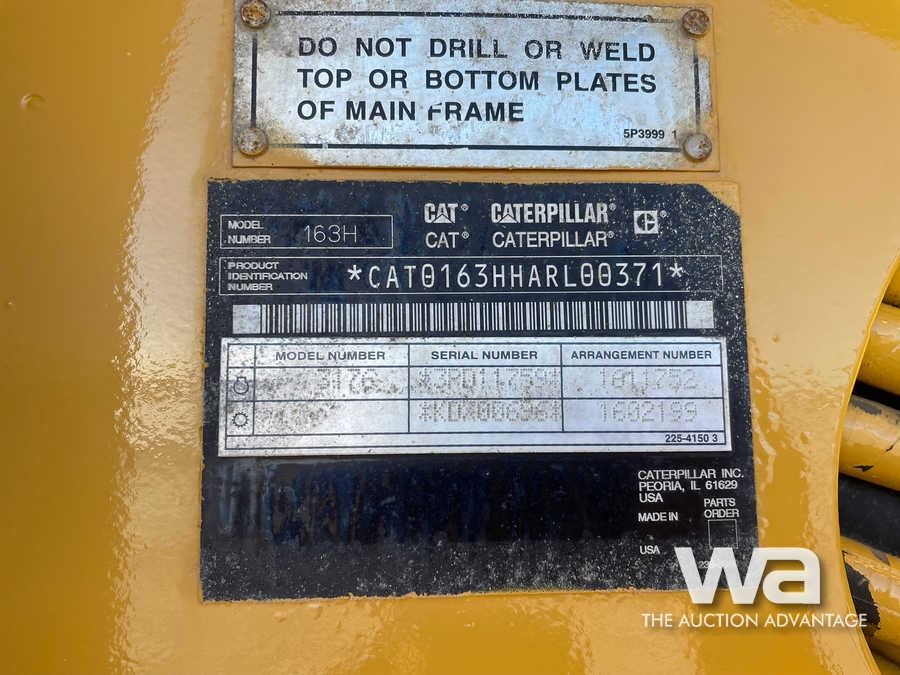 DO NOT DRILL OR WELD
TOP OR BOTTOM PLATES
OF MAIN FRAME
5P3999 1
MODEL NUMBER 163H
CAT® CATERPILLAR®
CAT® CATERPILLAR®
PRODUCT IDENTIFICATION NUMBER *CAT0163HHARL00371*
MODEL NUMBER SERIAL NUMBER ARRANGEMENT NUMBER
1602199
225-4150 3
CATERPILLAR INC.
PEORIA, IL 61629
USA
PARTS ORDER
MADE IN
USA
wa
THE AUCTION ADVANTAGE